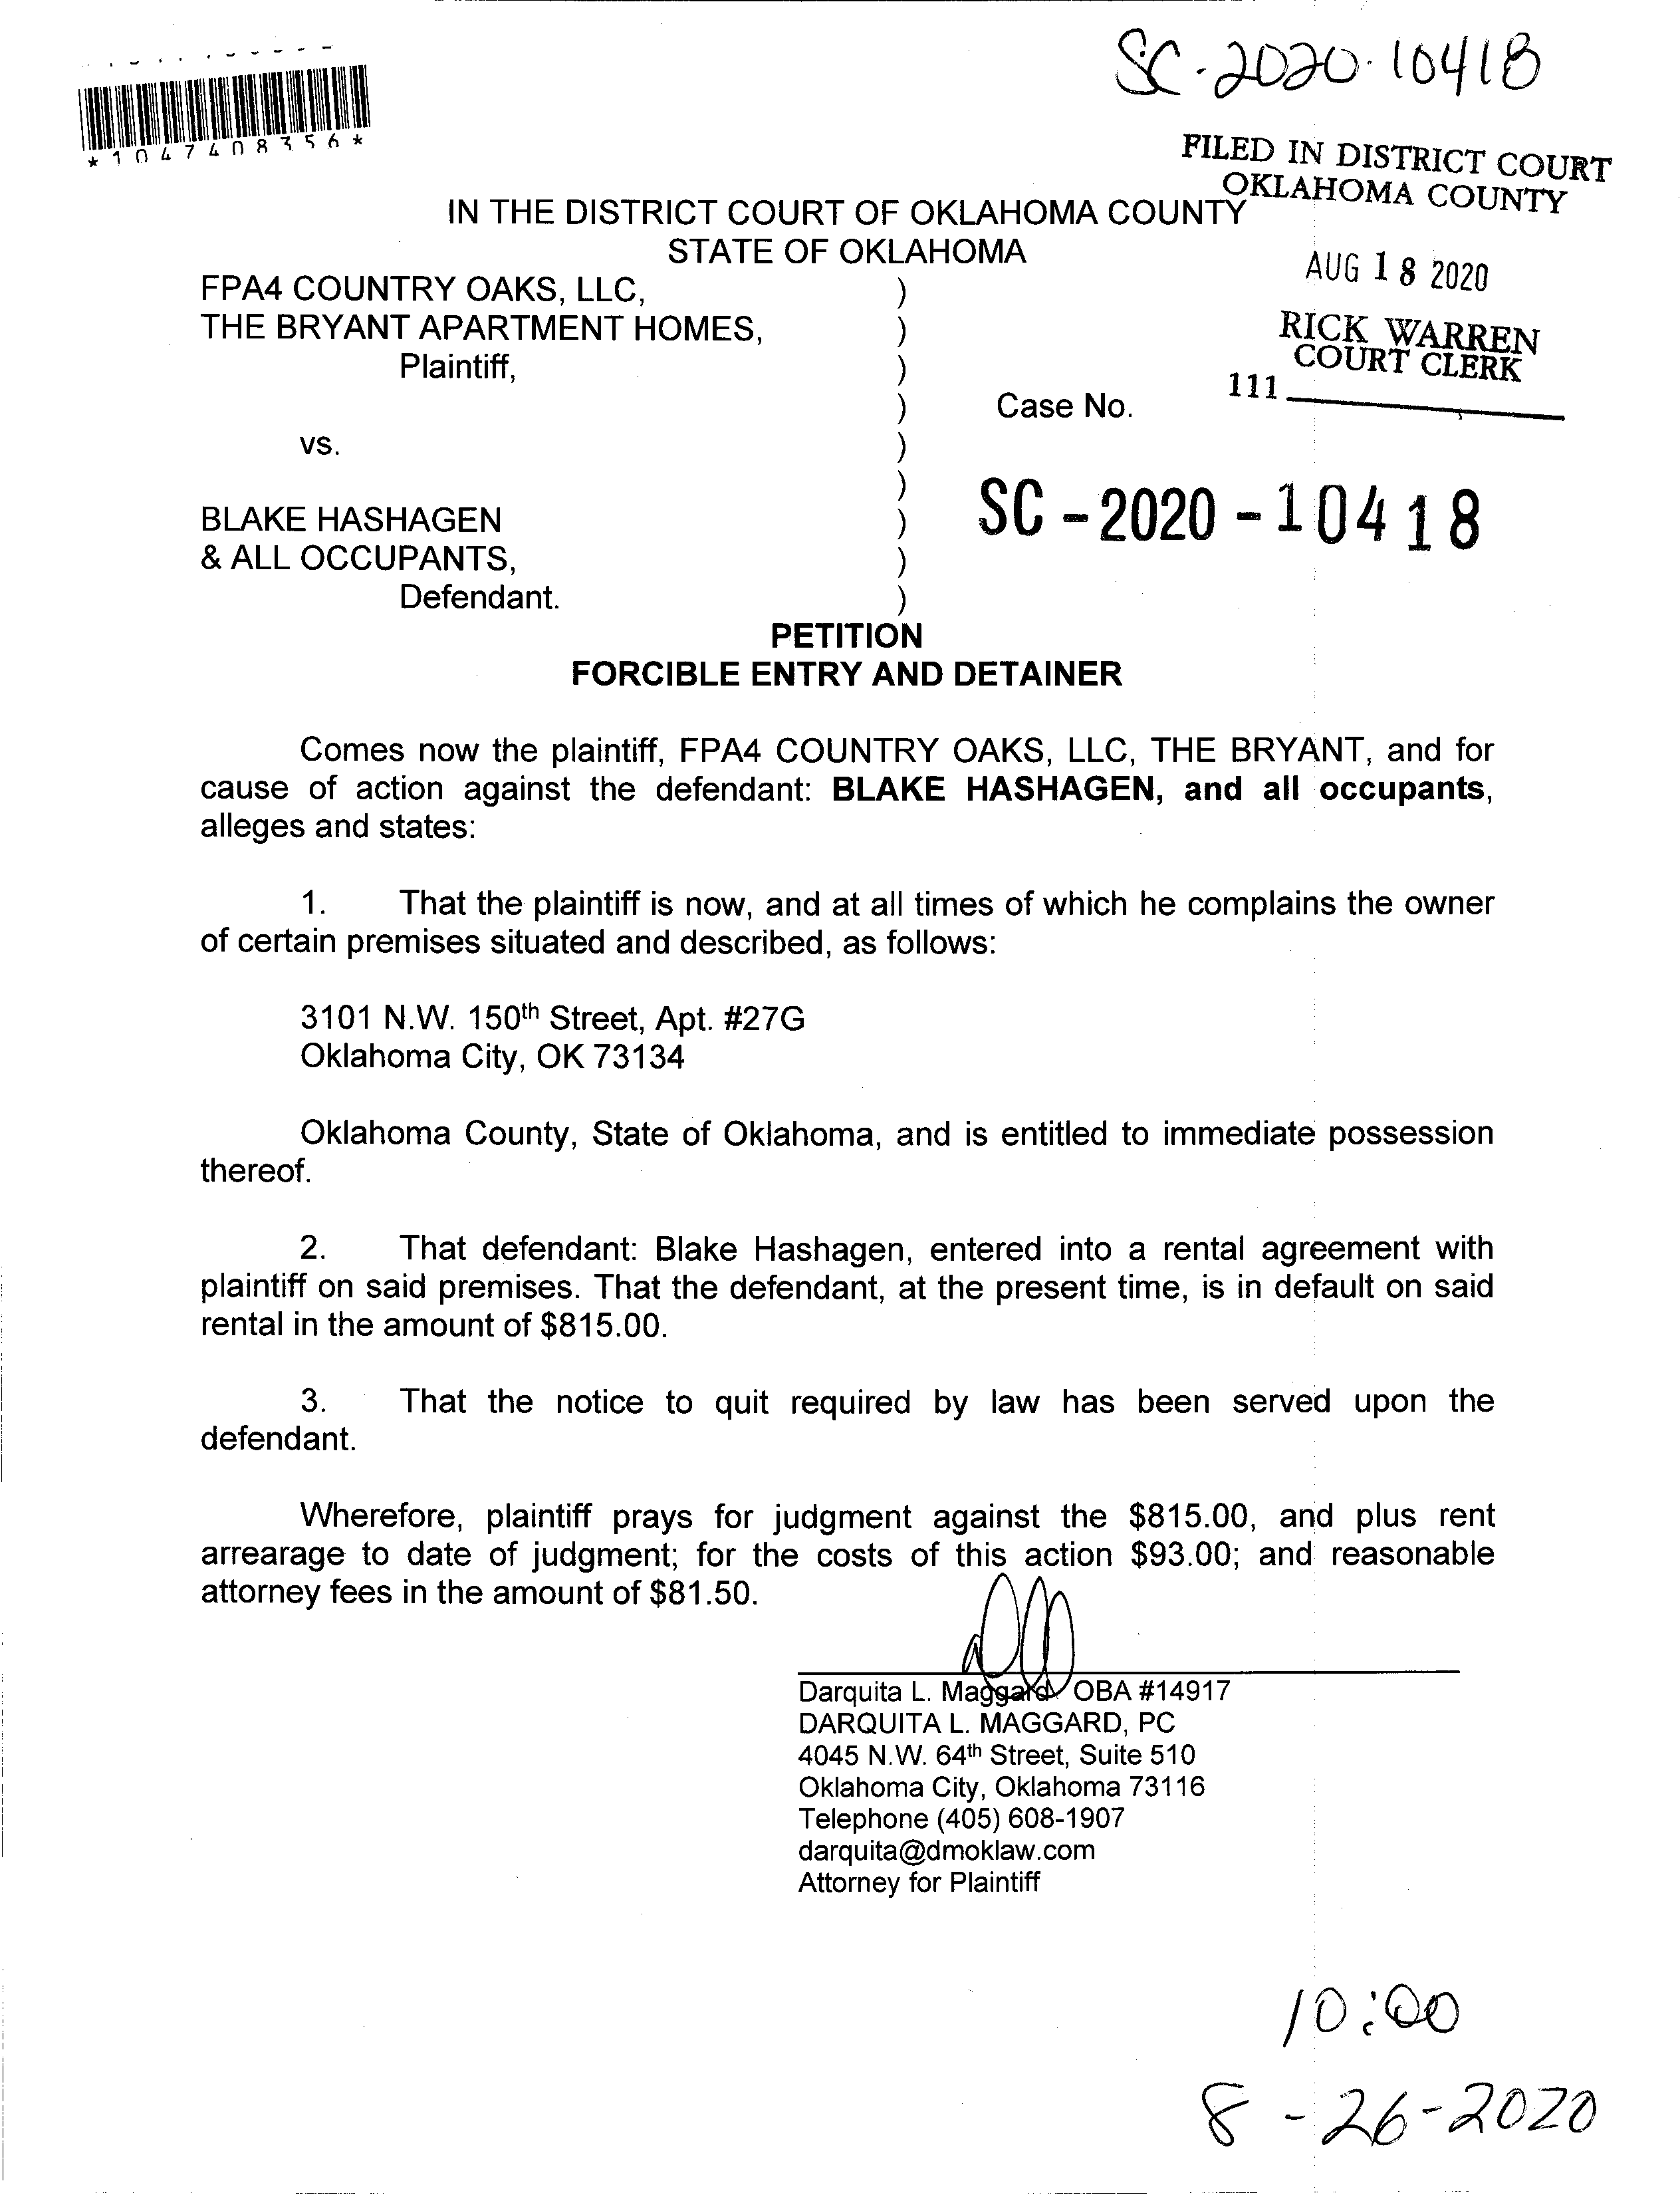 SC-2020-10418
*1047408356*
FILED IN DISTRICT COURT
OKLAHOMA COUNTY
IN THE DISTRICT COURT OF OKLAHOMA COUNTY
STATE OF OKLAHOMA
AUG 18 2020
RICK WARREN
COURT CLERK
111
FPA4 COUNTRY OAKS, LLC, )
THE BRYANT APARTMENT HOMES, )
Plaintiff, )
) Case No.
vs. )
)
BLAKE HASHAGEN ) SC-2020-10418
& ALL OCCUPANTS, )
Defendant. )
PETITION
FORCIBLE ENTRY AND DETAINER
Comes now the plaintiff, FPA4 COUNTRY OAKS, LLC, THE BRYANT, and for
cause of action against the defendant: BLAKE HASHAGEN, and all occupants,
alleges and states:
1. That the plaintiff is now, and at all times of which he complains the owner
of certain premises situated and described, as follows:
3101 N.W. 150th Street, Apt. #27G
Oklahoma City, OK 73134
Oklahoma County, State of Oklahoma, and is entitled to immediate possession
thereof.
2. That defendant: Blake Hashagen, entered into a rental agreement with
plaintiff on said premises. That the defendant, at the present time, is in default on said
rental in the amount of $815.00.
3. That the notice to quit required by law has been served upon the
defendant.
Wherefore, plaintiff prays for judgment against the $815.00, and plus rent
arrearage to date of judgment; for the costs of this action $93.00; and reasonable
attorney fees in the amount of $81.50.
Darquita L. Maggard OBA #14917
DARQUITA L. MAGGARD, PC
4045 N.W. 64th Street, Suite 510
Oklahoma City, Oklahoma 73116
Telephone (405) 608-1907
darquita@dmoklaw.com
Attorney for Plaintiff
10:00
8-26-2020